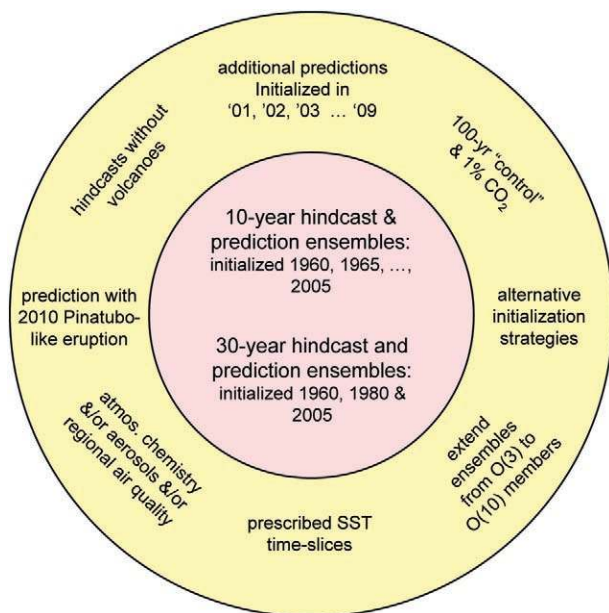 additional predictions
Initialized in
‘01, ’02, ’03 … ’09
100-yr “control”
& 1% CO₂
alternative
initialization
strategies
extend
ensembles
from O(3) to
O(10) members
prescribed SST
time-slices
atmos. chemistry
&/or aerosols &/or
regional air quality
prediction with
2010 Pinatubo-
like eruption
hindcasts without
volcanoes
10-year hindcast &
prediction ensembles:
initialized 1960, 1965, …,
2005
30-year hindcast and
prediction ensembles:
initialized 1960, 1980 &
2005